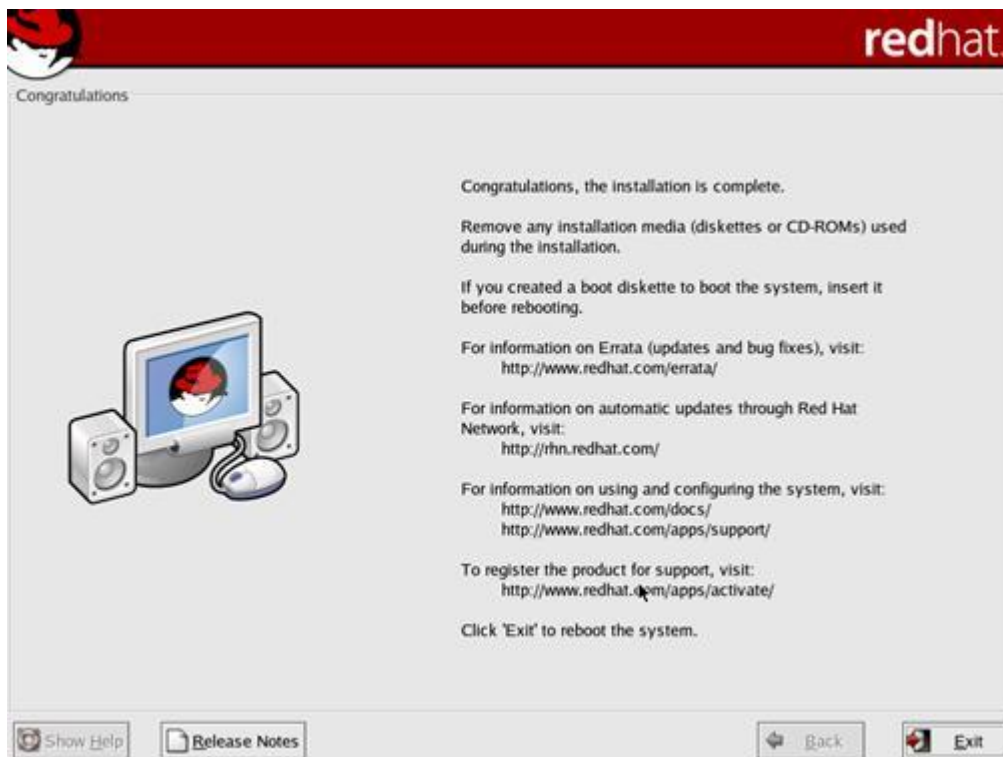 redhat.
Congratulations
Congratulations, the installation is complete.
Remove any installation media (diskettes or CD-ROMs) used
during the installation.
If you created a boot diskette to boot the system, insert it
before rebooting.
For information on Errata (updates and bug fixes), visit:
http://www.redhat.com/errata/
For information on automatic updates through Red Hat
Network, visit:
http://rhn.redhat.com/
For information on using and configuring the system, visit:
http://www.redhat.com/docs/
http://www.redhat.com/apps/support/
To register the product for support, visit:
http://www.redhat.com/apps/activate/
Click 'Exit' to reboot the system.
Show Help
Release Notes
Back
Exit